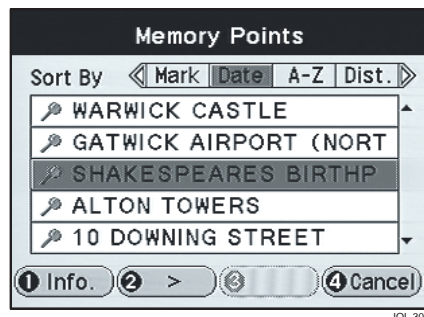 Memory Points
Sort By Mark Date A-Z Dist.
WARWICK CASTLE
GATWICK AIRPORT (NORT
SHAKESPEARES BIRTHP
ALTON TOWERS
10 DOWNING STREET
1 Info. 2 > 3 4 Cancel